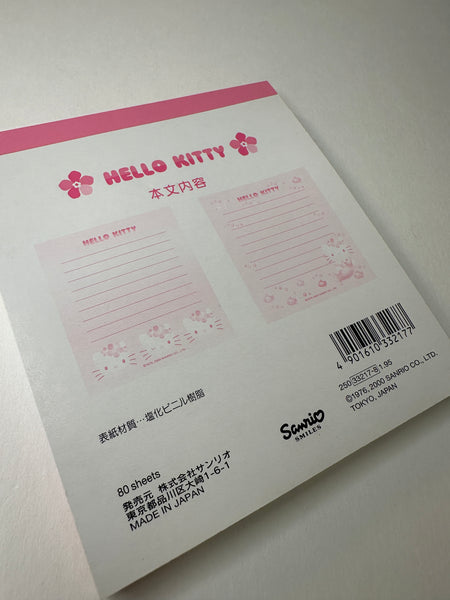 HELLO KITTY
本文内容
HELLO KITTY
HELLO KITTY
4 901610 332177
250 33217-8 1.95
©1976, 2000 SANRIO CO., LTD.
TOKYO, JAPAN
表紙材質…塩化ビニル樹脂
Sanrio
SMILES
80 sheets
発売元 株式会社サンリオ
東京都品川区大崎1-6-1
MADE IN JAPAN